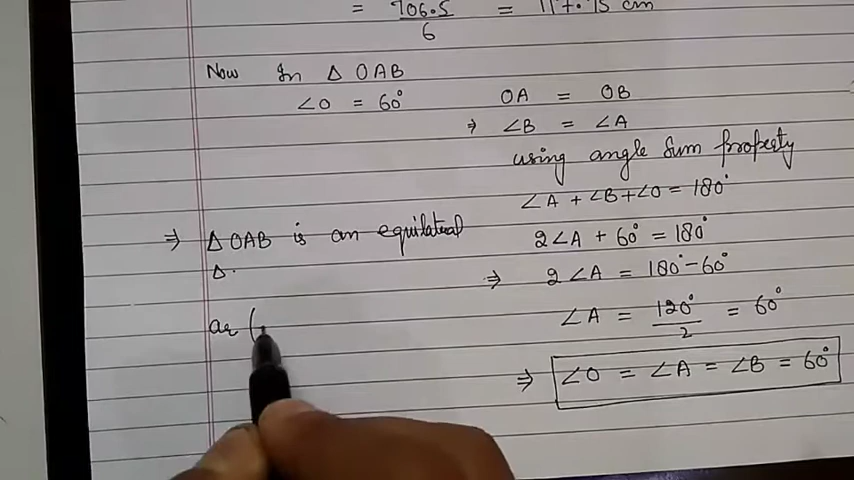 = 706.5/6 = 117.75 cm
Now In Δ OAB
∠O = 60°
OA = OB
⇒ ∠B = ∠A
using angle sum property
∠A + ∠B + ∠O = 180°
⇒ Δ OAB is an equilateral
Δ.
2∠A + 60° = 180°
⇒ 2∠A = 180° - 60°
∠A = 120°/2 = 60°
⇒ ∠O = ∠A = ∠B = 60°
ar (